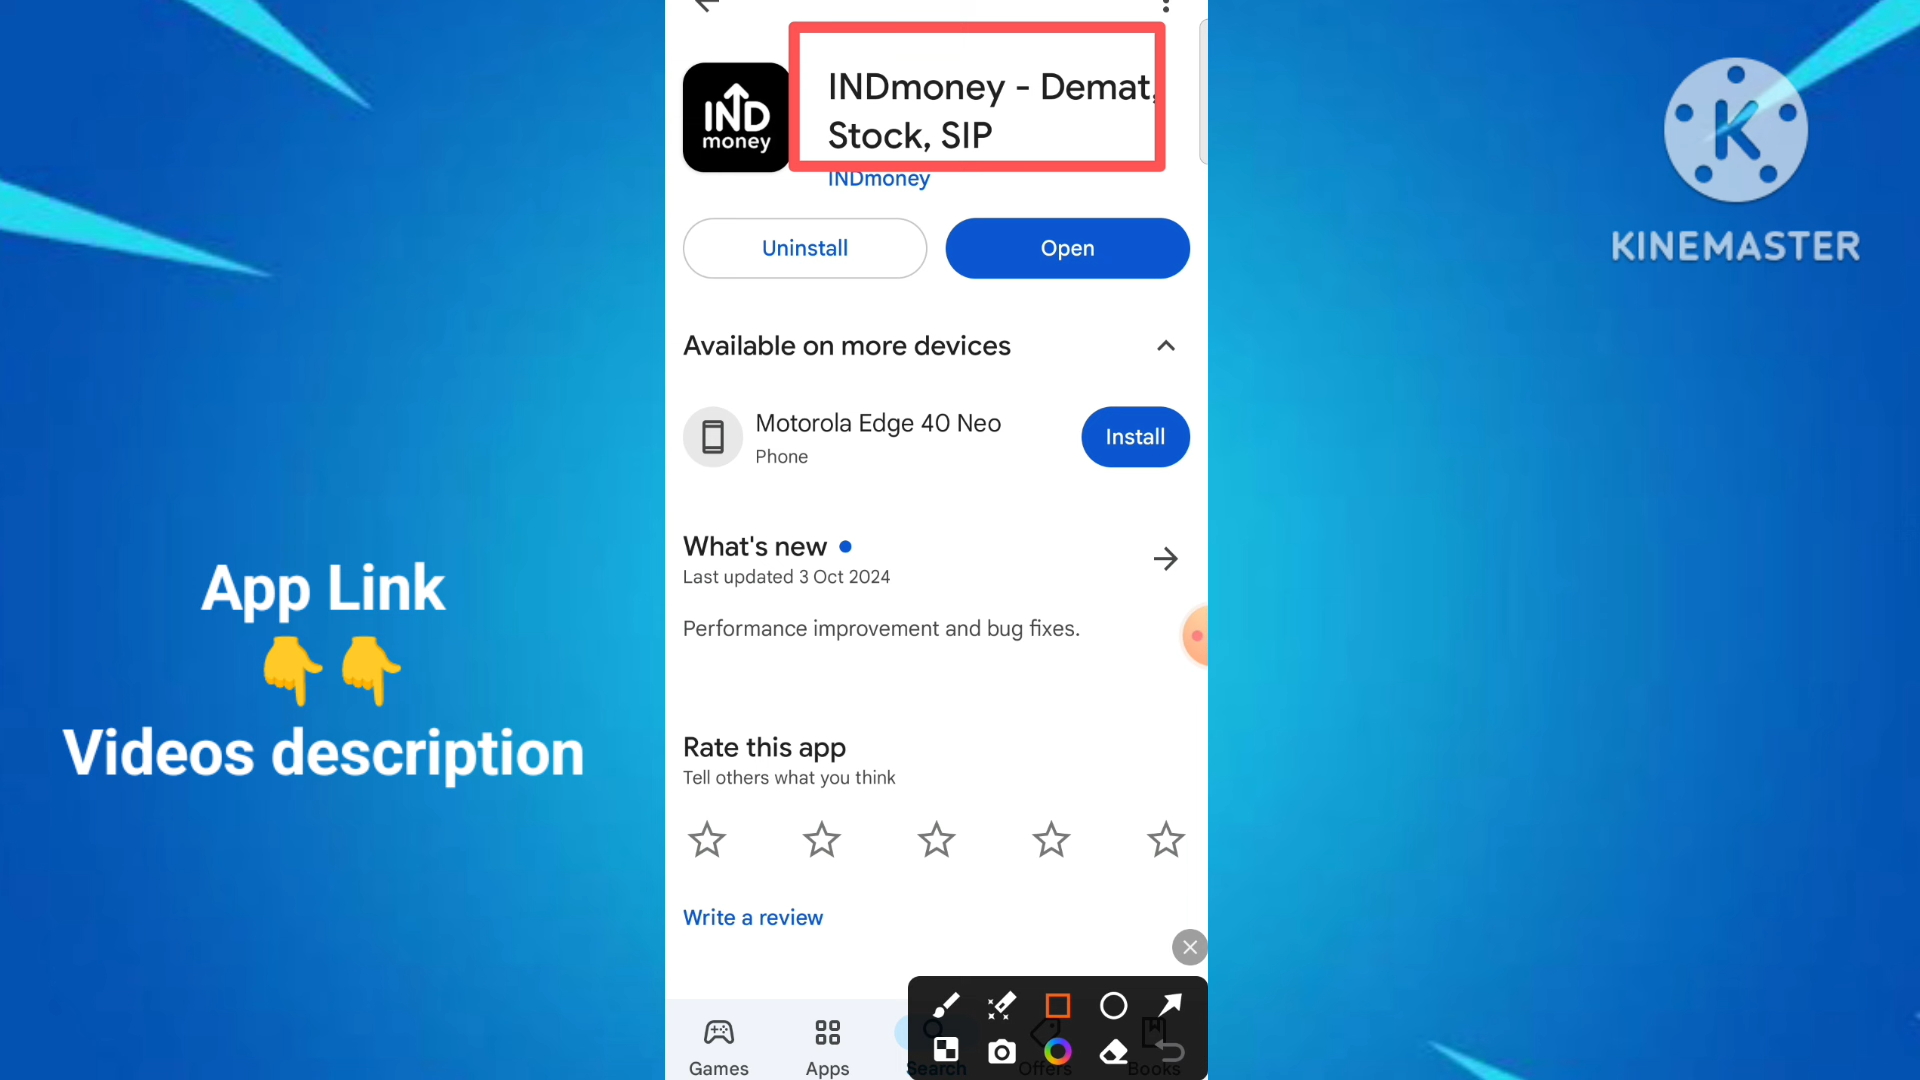 IND
money
INDmoney - Demat,
Stock, SIP
INDmoney
Uninstall
Open
Available on more devices
Motorola Edge 40 Neo
Phone
Install
What's new
Last updated 3 Oct 2024
Performance improvement and bug fixes.
Rate this app
Tell others what you think
Write a review
Games
Apps
Search
Offers
Books
App Link
👇👇
Videos description
K
KINEMASTER